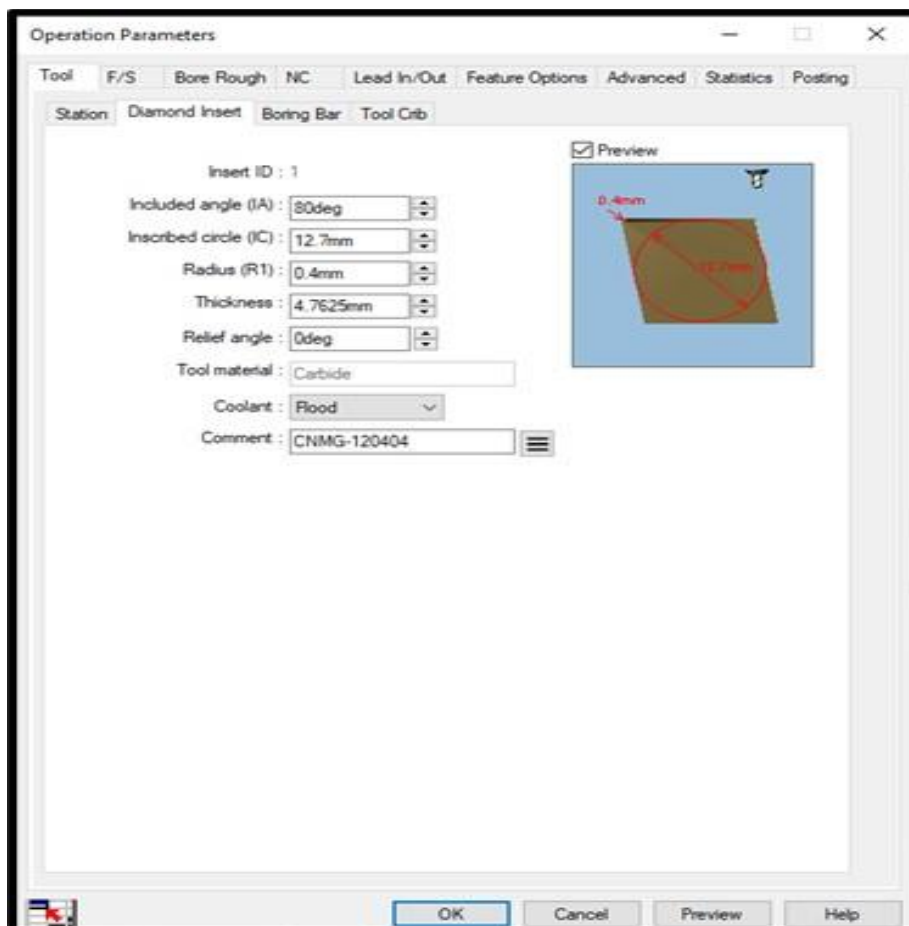 Operation Parameters
Tool F/S Bore Rough NC Lead In/Out Feature Options Advanced Statistics Posting
Station Diamond Insert Boring Bar Tool Crib
Preview
Insert ID : 1
Included angle (IA) : 80deg
Inscribed circle (IC) : 12.7mm
Radius (R1) : 0.4mm
Thickness : 4.7625mm
Relief angle : 0deg
Tool material : Carbide
Coolant : Flood
Comment : CNMG-120404
0.4mm
12.7mm
OK Cancel Preview Help